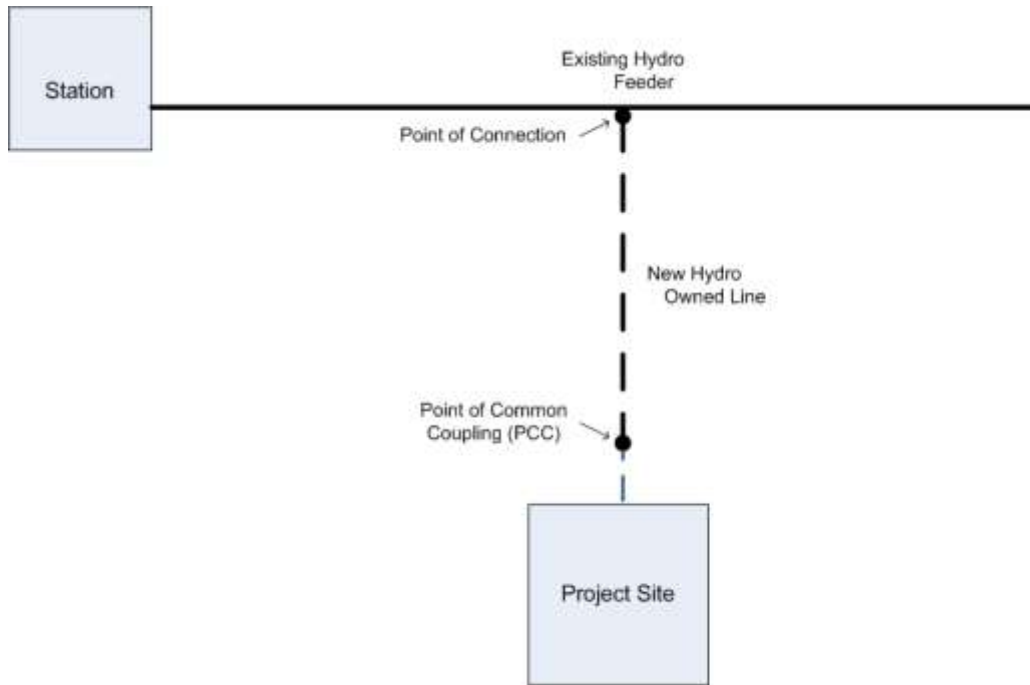 Existing Hydro
Feeder
Station
Point of Connection
New Hydro
Owned Line
Point of Common
Coupling (PCC)
Project Site